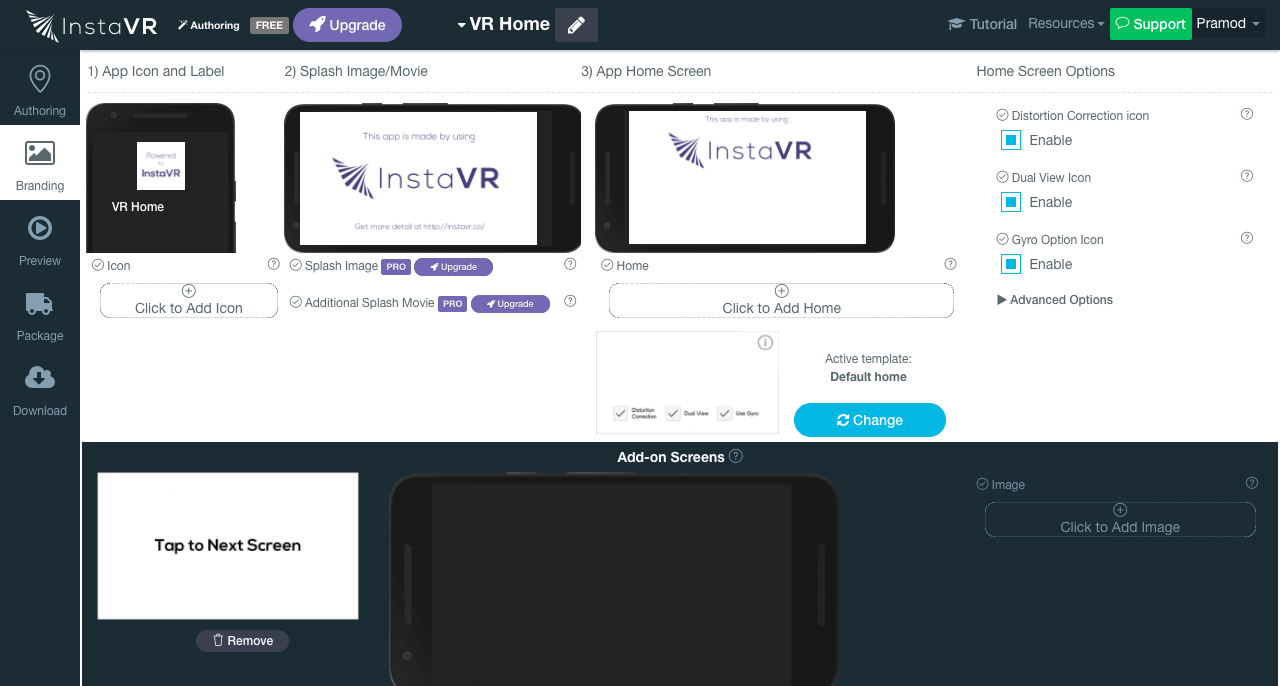 InstaVR
Authoring
FREE
Upgrade
VR Home
Tutorial
Resources
Support
Pramod
Authoring
Branding
Preview
Package
Download
1) App Icon and Label
Powered
to
InstaVR
VR Home
Icon
Click to Add Icon
2) Splash Image/Movie
This app is made by using
InstaVR
Get more detail at http://instavr.co/
Splash Image PRO Upgrade
Additional Splash Movie PRO Upgrade
3) App Home Screen
This app is made by using
InstaVR
Home
Click to Add Home
Distortion
Correction
Dual View
Use Gyro
Active template:
Default home
Change
Home Screen Options
Distortion Correction icon
Enable
Dual View Icon
Enable
Gyro Option Icon
Enable
Advanced Options
Add-on Screens
Tap to Next Screen
Remove
Image
Click to Add Image